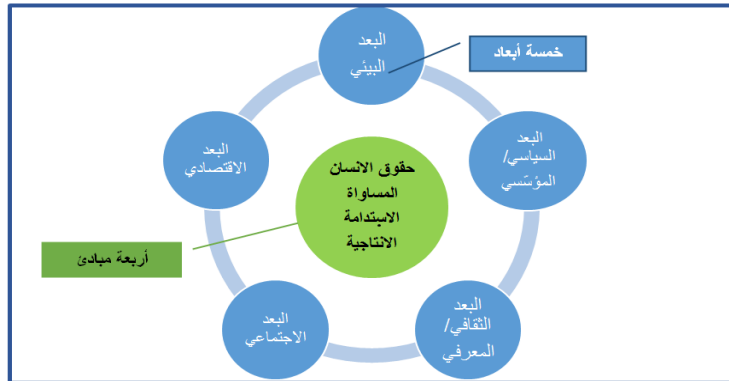 البعد
البيئي
خمسة أبعاد
البعد
السياسي/
المؤسسي
البعد
الاقتصادي
حقوق الانسان
المساواة
الاستدامة
الانتاجية
أربعة مبادئ
البعد
الثقافي/
المعرفي
البعد
الاجتماعي